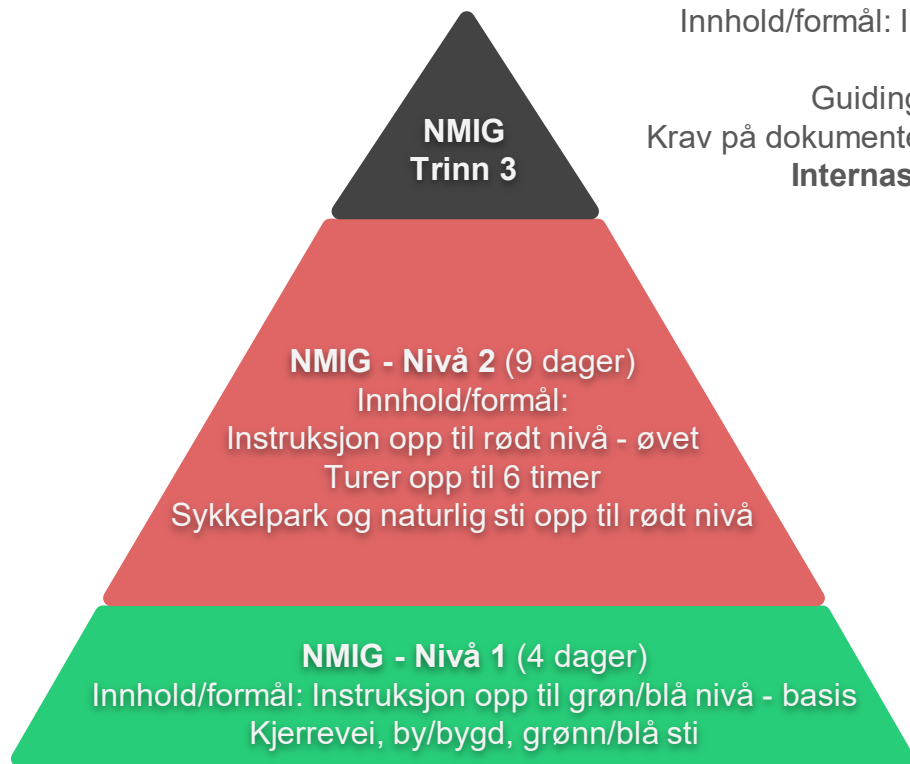 Innhold/formål:
Guiding
Krav på
Internas
NMIG
Trinn 3
NMIG - Nivå 2 (9 dager)
Innhold/formål:
Instruksjon opp til rødt nivå - øvet
Turer opp til 6 timer
Sykkelpark og naturlig sti opp til rødt nivå
NMIG - Nivå 1 (4 dager)
Innhold/formål: Instruksjon opp til grøn/blå nivå - basis
Kjerrevei, by/bygd, grønn/blå sti